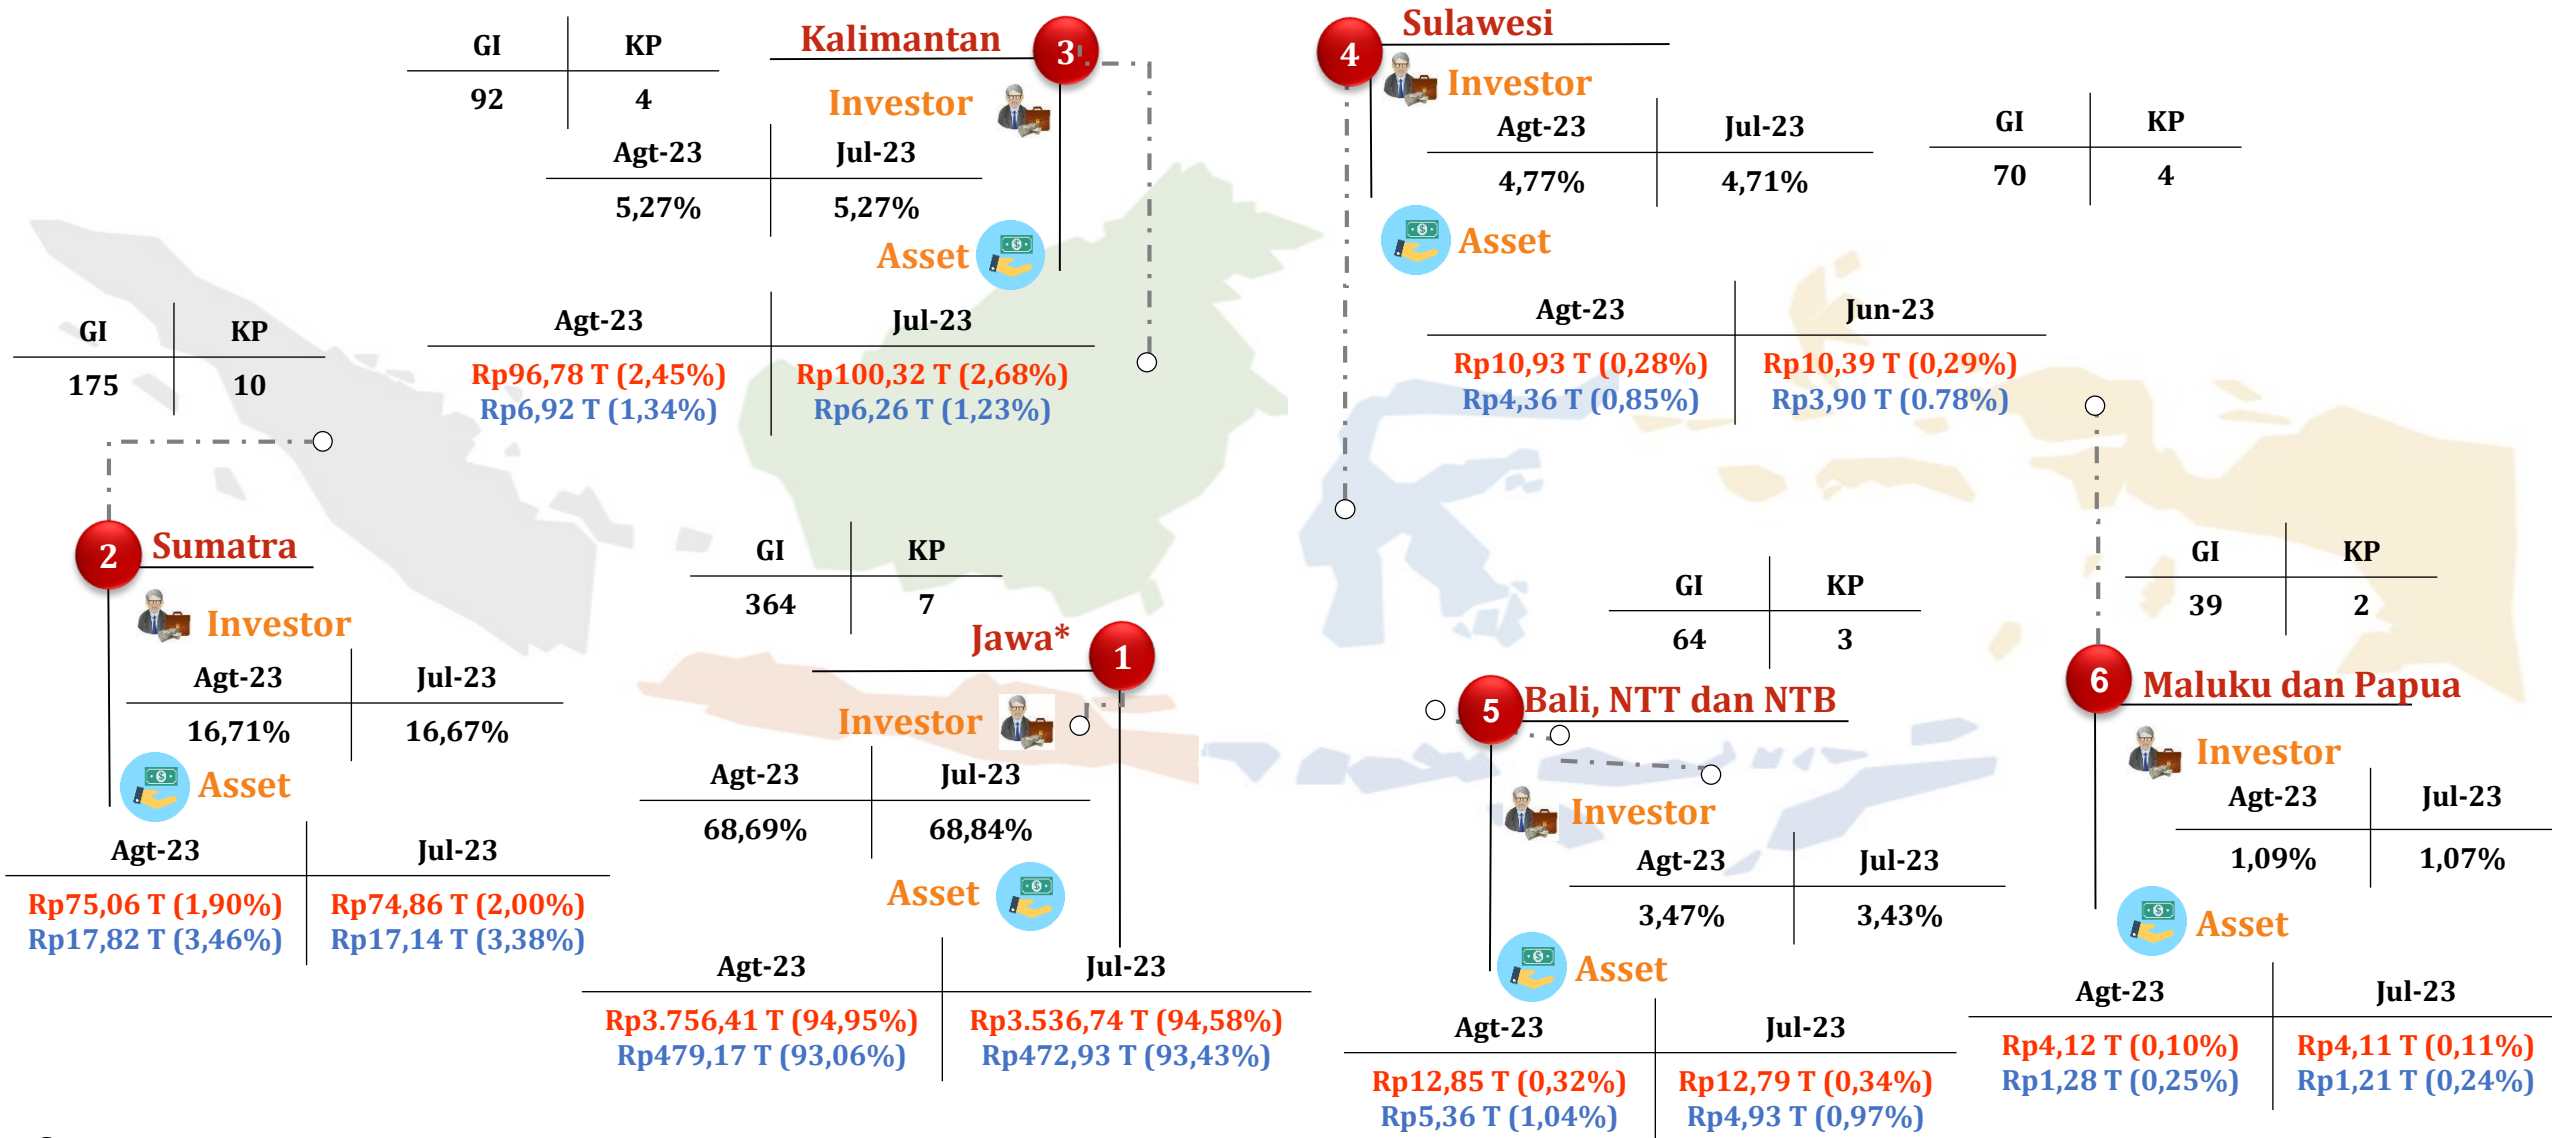 GI KP
92 4
Kalimantan
3
Investor
Agt-23 Jul-23
5,27% 5,27%
Asset
Agt-23 Jul-23
Rp96,78 T (2,45%) Rp100,32 T (2,68%)
Rp6,92 T (1,34%) Rp6,26 T (1,23%)
4
Sulawesi
Investor
Agt-23 Jul-23
4,77% 4,71%
GI KP
70 4
Asset
Agt-23 Jun-23
Rp10,93 T (0,28%) Rp10,39 T (0,29%)
Rp4,36 T (0,85%) Rp3,90 T (0.78%)
GI KP
175 10
2
Sumatra
Investor
Agt-23 Jul-23
16,71% 16,67%
Asset
Agt-23 Jul-23
Rp75,06 T (1,90%) Rp74,86 T (2,00%)
Rp17,82 T (3,46%) Rp17,14 T (3,38%)
GI KP
364 7
Jawa*
1
Investor
Agt-23 Jul-23
68,69% 68,84%
Asset
Agt-23 Jul-23
Rp3.756,41 T (94,95%) Rp3.536,74 T (94,58%)
Rp479,17 T (93,06%) Rp472,93 T (93,43%)
GI KP
64 3
5
Bali, NTT dan NTB
Investor
Agt-23 Jul-23
3,47% 3,43%
Asset
Agt-23 Jul-23
Rp12,85 T (0,32%) Rp12,79 T (0,34%)
Rp5,36 T (1,04%) Rp4,93 T (0,97%)
GI KP
39 2
6
Maluku dan Papua
Investor
Agt-23 Jul-23
1,09% 1,07%
Asset
Agt-23 Jul-23
Rp4,12 T (0,10%) Rp4,11 T (0,11%)
Rp1,28 T (0,25%) Rp1,21 T (0,24%)